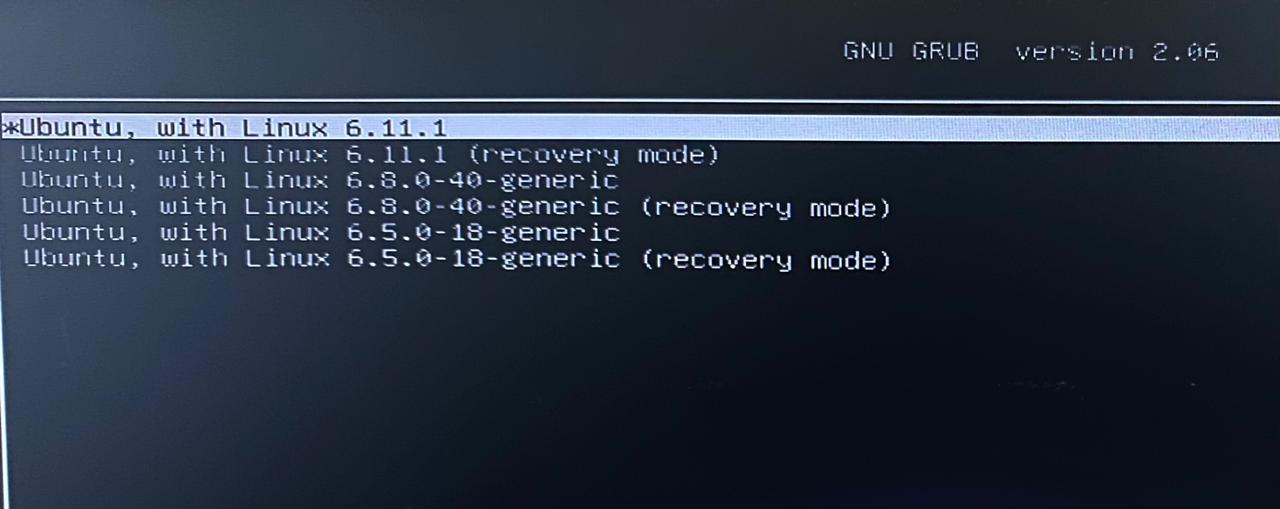 GNU GRUB version 2.06
*Ubuntu, with Linux 6.11.1
Ubuntu, with Linux 6.11.1 (recovery mode)
Ubuntu, with Linux 6.8.0-40-generic
Ubuntu, with Linux 6.8.0-40-generic (recovery mode)
Ubuntu, with Linux 6.5.0-18-generic
Ubuntu, with Linux 6.5.0-18-generic (recovery mode)